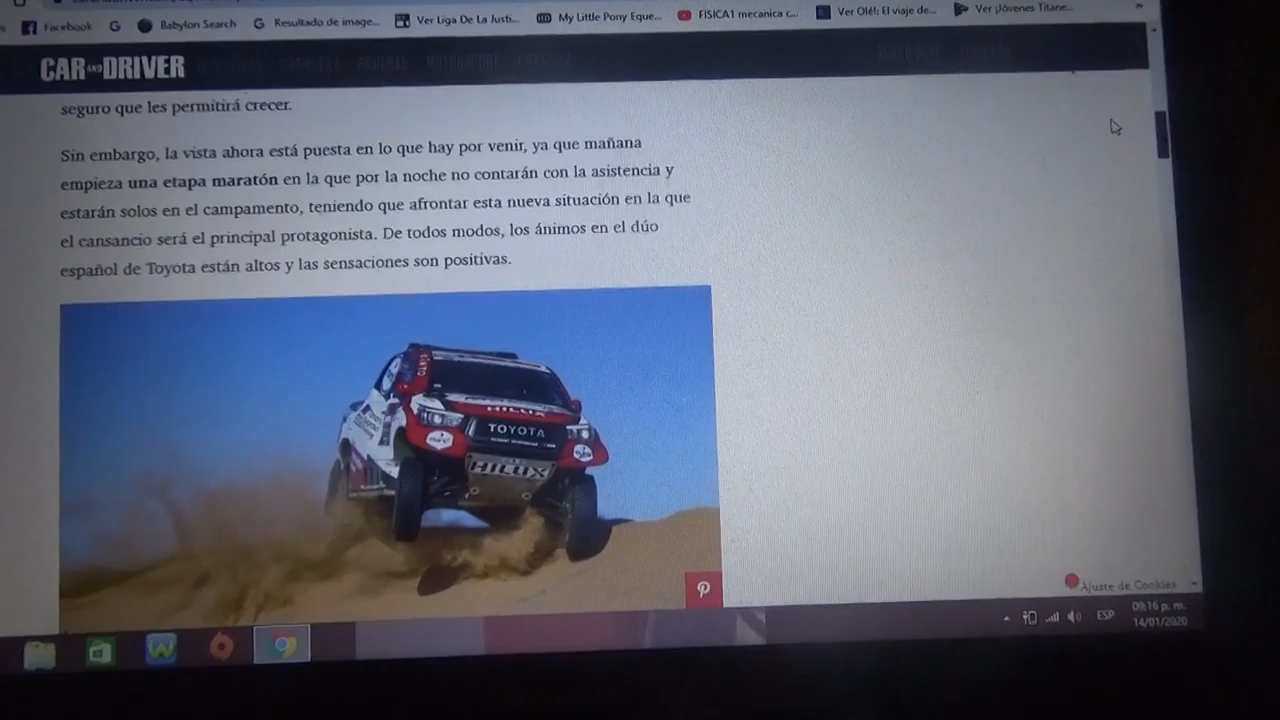 Facebook
Babylon Search
Resultado de image...
Ver Liga De La Justi...
My Little Pony Eque...
FISICA1 mecanica c...
Ver Olé!: El viaje de...
Ver ¡Jóvenes Titane...
»
CAR AND DRIVER
PRUEBAS
seguro que les permitirá crecer.
Sin embargo, la vista ahora está puesta en lo que hay por venir, ya que mañana
empieza una etapa maratón en la que por la noche no contarán con la asistencia y
estarán solos en el campamento, teniendo que afrontar esta nueva situación en la que
el cansancio será el principal protagonista. De todos modos, los ánimos en el dúo
español de Toyota están altos y las sensaciones son positivas.
HILUX
TOYOTA
HILUX
Ajuste de Cookies
ESP
09:16 p. m.
14/01/2020